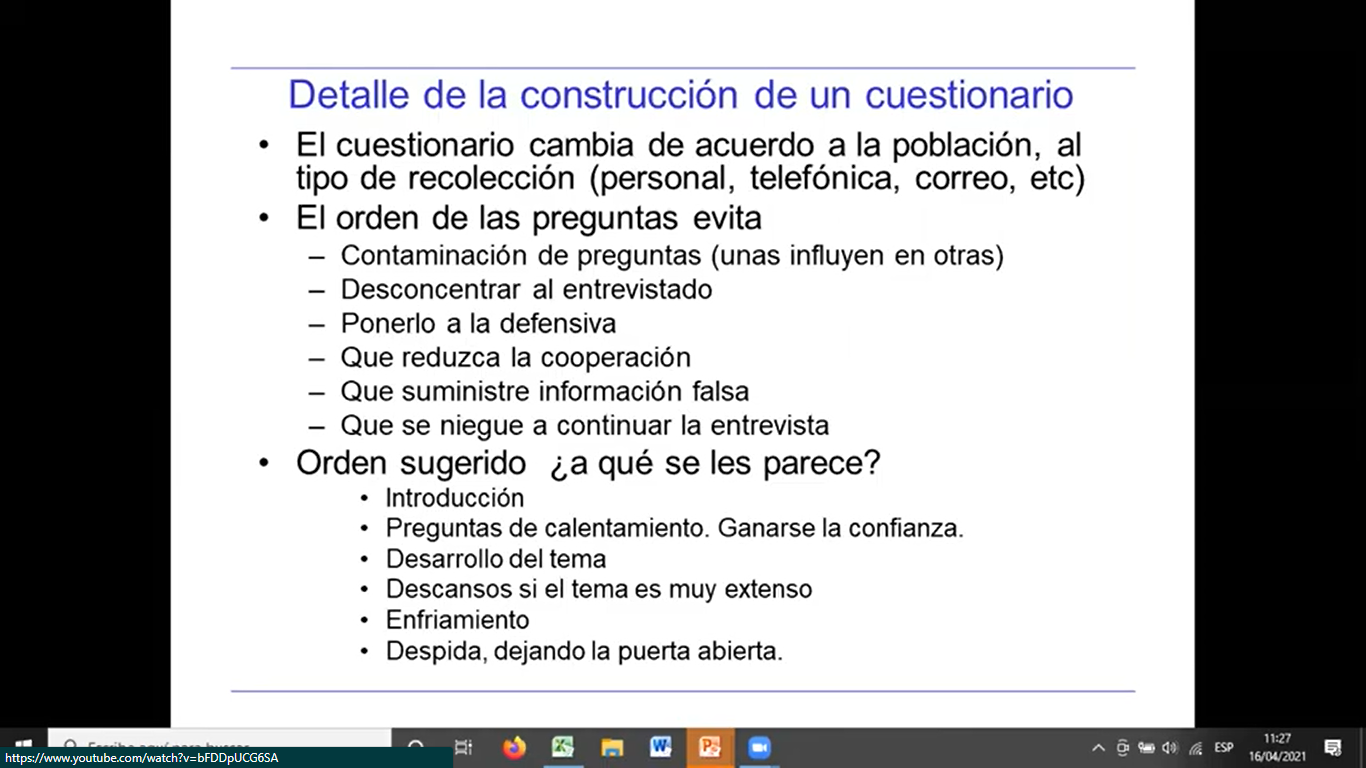 Detalle de la construcción de un cuestionario
• El cuestionario cambia de acuerdo a la población, al
tipo de recolección (personal, telefónica, correo, etc)
• El orden de las preguntas evita
– Contaminación de preguntas (unas influyen en otras)
– Desconcentrar al entrevistado
– Ponerlo a la defensiva
– Que reduzca la cooperación
– Que suministre información falsa
– Que se niegue a continuar la entrevista
• Orden sugerido ¿a qué se les parece?
• Introducción
• Preguntas de calentamiento. Ganarse la confianza.
• Desarrollo del tema
• Descansos si el tema es muy extenso
• Enfriamiento
• Despida, dejando la puerta abierta.
ESP
11:27
16/04/2021
https://www.youtube.com/watch?v=bFDDpUCG6SA